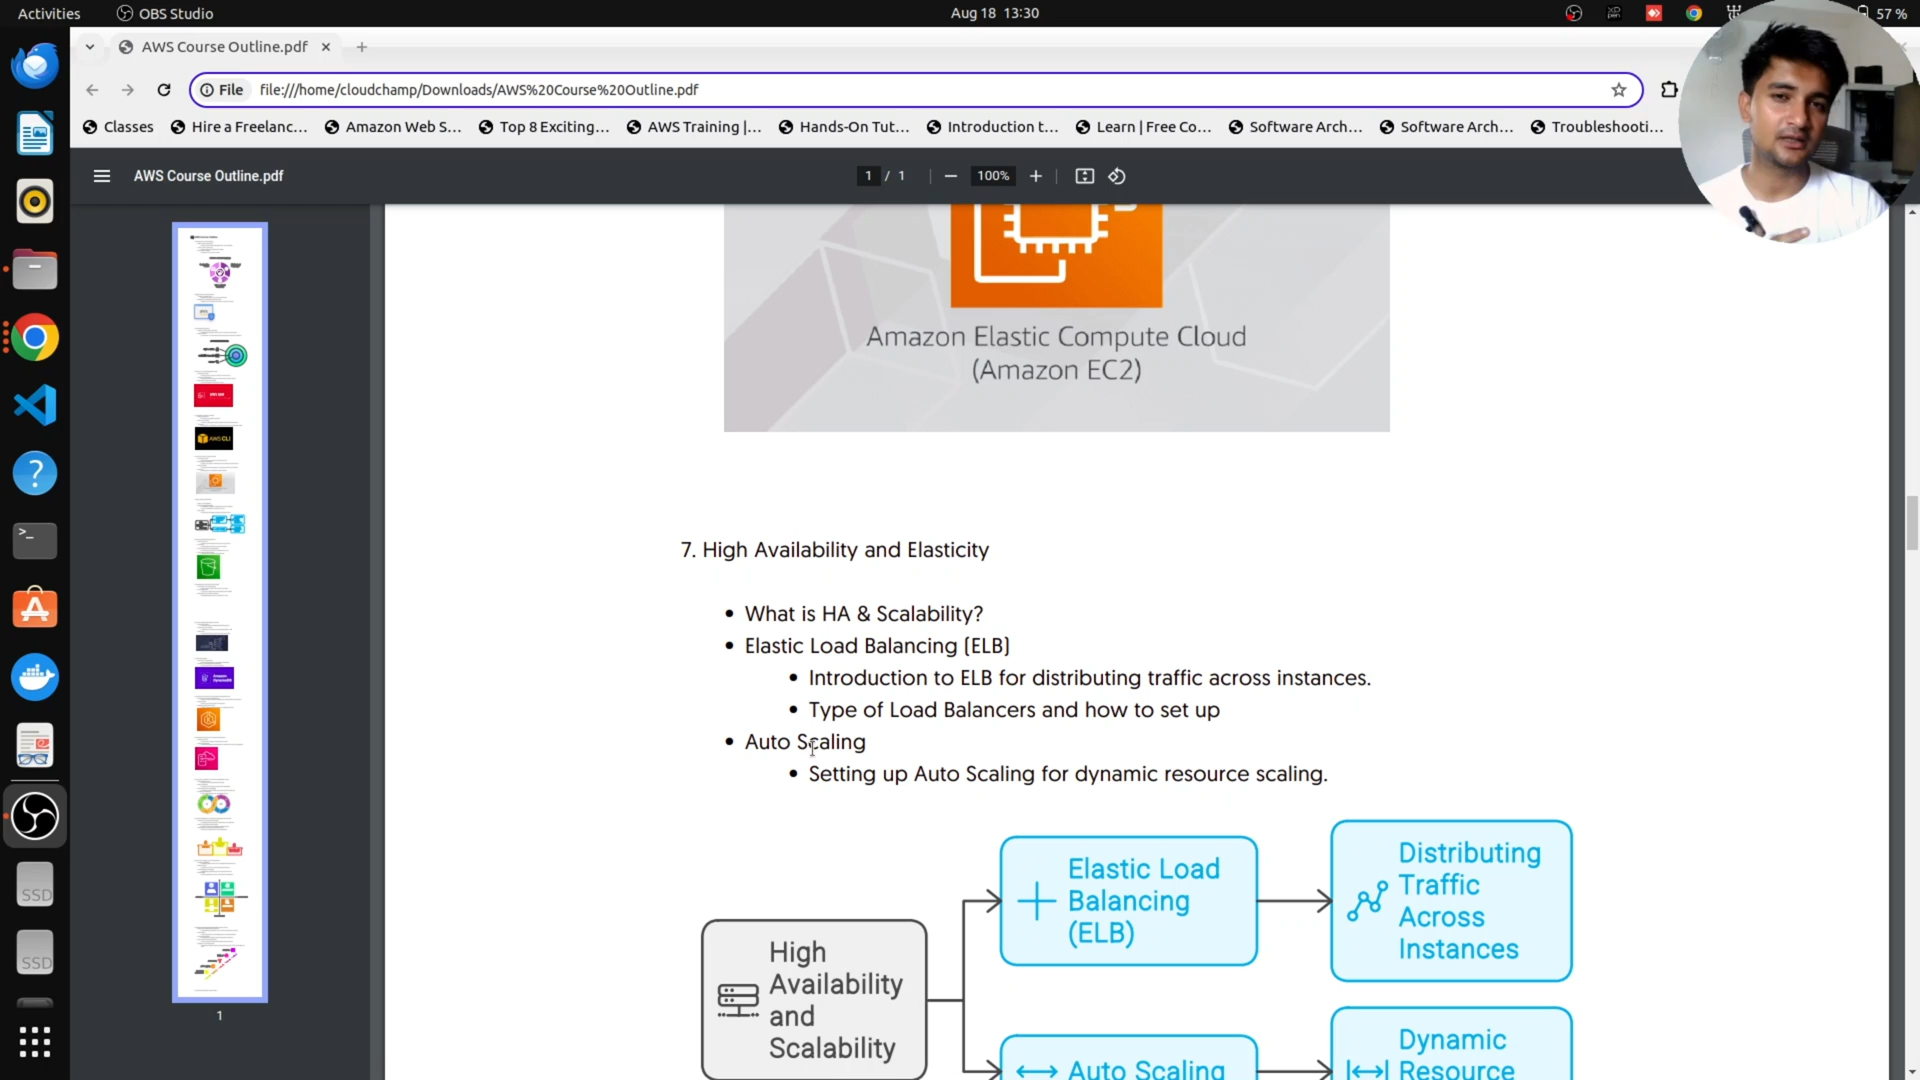 Activities
OBS Studio
Aug 18 13:30
57 %
AWS Course Outline.pdf
File file:///home/cloudchamp/Downloads/AWS%20Course%20Outline.pdf
Classes
Hire a Freelanc...
Amazon Web S...
Top 8 Exciting...
AWS Training |...
Hands-On Tut...
Introduction t...
Learn | Free Co...
Software Arch...
Software Arch...
Troubleshooti...
AWS Course Outline.pdf
1 / 1
100%
Amazon Elastic Compute Cloud
(Amazon EC2)
7. High Availability and Elasticity
• What is HA & Scalability?
• Elastic Load Balancing (ELB)
• Introduction to ELB for distributing traffic across instances.
• Type of Load Balancers and how to set up
• Auto Scaling
• Setting up Auto Scaling for dynamic resource scaling.
High
Availability
and
Scalability
Elastic Load
Balancing
(ELB)
Distributing
Traffic
Across
Instances
Auto Scaling
Dynamic
Resource
SSD
SSD
1